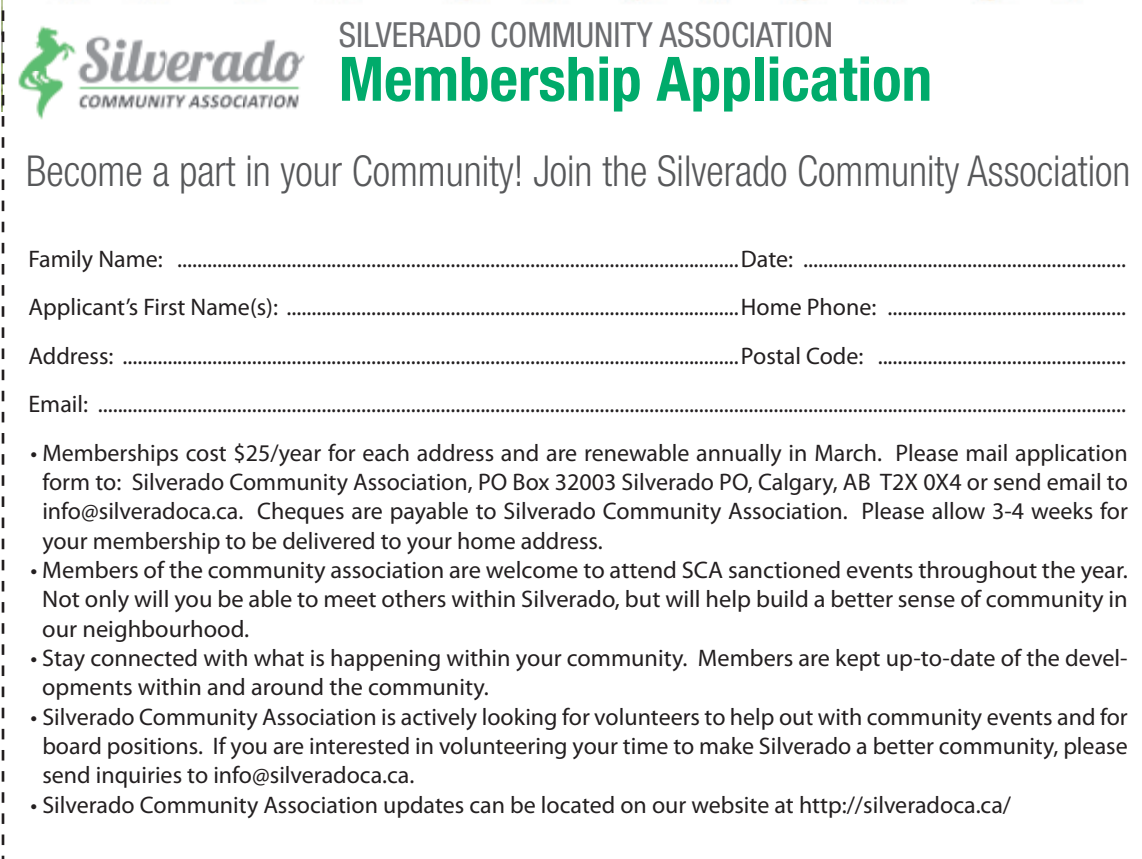 Silverado
COMMUNITY ASSOCIATION
SILVERADO COMMUNITY ASSOCIATION
Membership Application
Become a part in your Community! Join the Silverado Community Association
Family Name: ........ Date: ........
Applicant's First Name(s): ........ Home Phone: ........
Address: ........ Postal Code: ........
Email: ........
• Memberships cost $25/year for each address and are renewable annually in March. Please mail application
form to: Silverado Community Association, PO Box 32003 Silverado PO, Calgary, AB T2X 0X4 or send email to
info@silveradoca.ca. Cheques are payable to Silverado Community Association. Please allow 3-4 weeks for
your membership to be delivered to your home address.
• Members of the community association are welcome to attend SCA sanctioned events throughout the year.
Not only will you be able to meet others within Silverado, but will help build a better sense of community in
our neighbourhood.
• Stay connected with what is happening within your community. Members are kept up-to-date of the devel-
opments within and around the community.
• Silverado Community Association is actively looking for volunteers to help out with community events and for
board positions. If you are interested in volunteering your time to make Silverado a better community, please
send inquiries to info@silveradoca.ca.
• Silverado Community Association updates can be located on our website at http://silveradoca.ca/